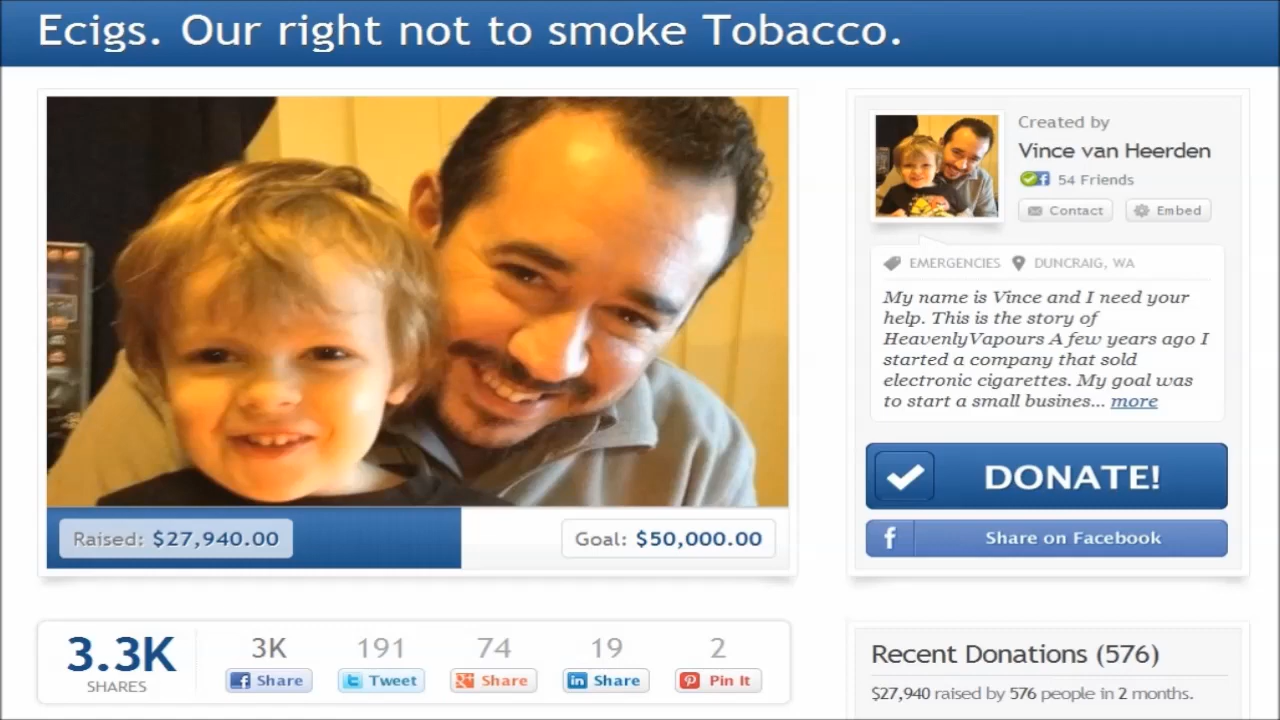 Ecigs. Our right not to smoke Tobacco.
Raised: $27,940.00
Goal: $50,000.00
3.3K
SHARES
3K
Share
191
Tweet
74
Share
19
Share
2
Pin It
Created by
Vince van Heerden
54 Friends
Contact
Embed
EMERGENCIES
DUNCRAIG, WA
My name is Vince and I need your
help. This is the story of
HeavenlyVapours A few years ago I
started a company that sold
electronic cigarettes. My goal was
to start a small busines... more
DONATE!
Share on Facebook
Recent Donations (576)
$27,940 raised by 576 people in 2 months.